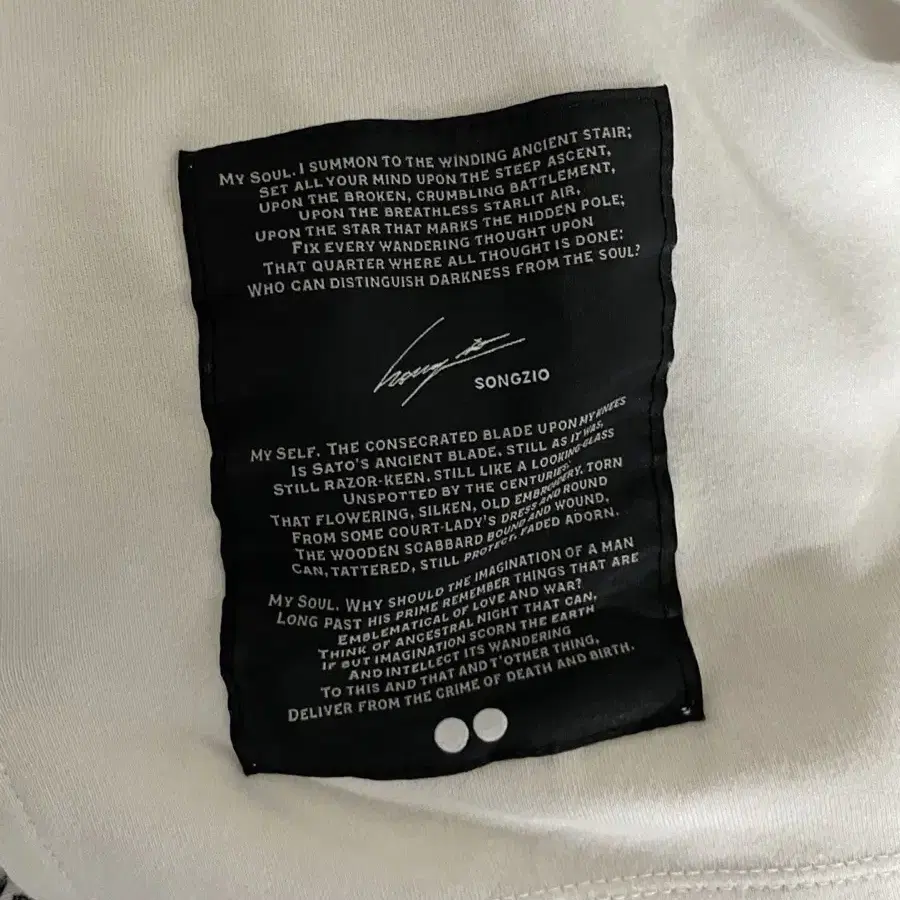 MY SOUL. I SUMMON TO THE WINDING ANCIENT STAIR;
SET ALL YOUR MIND UPON THE STEEP ASCENT,
UPON THE BROKEN, CRUMBLING BATTLEMENT,
UPON THE BREATHLESS STARLIT AIR,
UPON THE STAR THAT MARKS THE HIDDEN POLE;
FIX EVERY WANDERING THOUGHT UPON
THAT QUARTER WHERE ALL THOUGHT IS DONE:
WHO CAN DISTINGUISH DARKNESS FROM THE SOUL?
SONGZIO
MY SELF. THE CONSECRATED BLADE UPON MY KNEES
IS SATO'S ANCIENT BLADE, STILL AS IT WAS,
STILL RAZOR-KEEN, STILL LIKE A LOOKING-GLASS
UNSPOTTED BY THE CENTURIES;
THAT FLOWERING, SILKEN, OLD EMBROIDERY, TORN
FROM SOME COURT-LADY'S DRESS AND ROUND
THE WOODEN SCABBARD BOUND AND WOUND,
CAN, TATTERED, STILL PROTECT, FADED ADORN.
MY SOUL. WHY SHOULD THE IMAGINATION OF A MAN
LONG PAST HIS PRIME REMEMBER THINGS THAT ARE
EMBLEMATICAL OF LOVE AND WAR?
THINK OF ANCESTRAL NIGHT THAT CAN,
IF BUT IMAGINATION SCORN THE EARTH
AND INTELLECT ITS WANDERING
TO THIS AND THAT AND T'OTHER THING,
DELIVER FROM THE CRIME OF DEATH AND BIRTH.